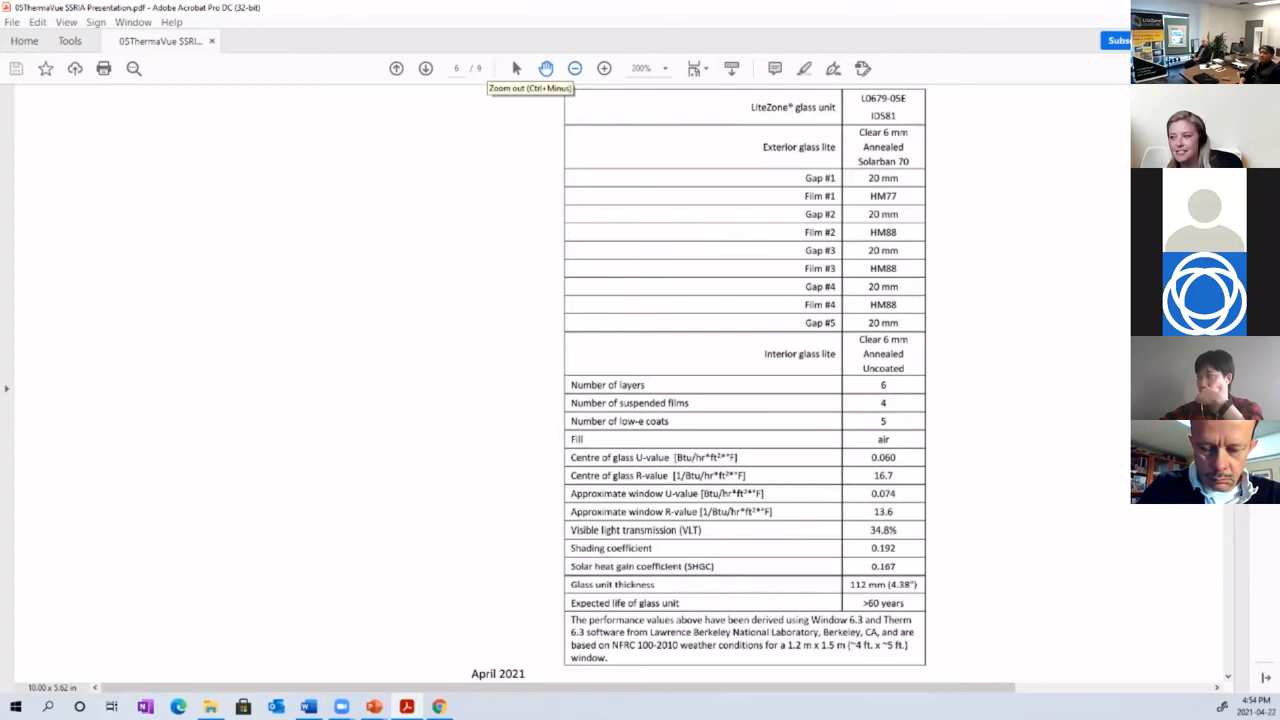 05ThermaVue SSRIA Presentation.pdf - Adobe Acrobat Pro DC (32-bit)
File Edit View Sign Window Help
Home Tools 05ThermaVue SSRI... ×
6 / 9 200%
Zoom out (Ctrl+Minus)
LiteZone® glass unit L0679-05E
ID581
Exterior glass lite Clear 6 mm
Annealed
Solarban 70
Gap #1 20 mm
Film #1 HM77
Gap #2 20 mm
Film #2 HM88
Gap #3 20 mm
Film #3 HM88
Gap #4 20 mm
Film #4 HM88
Gap #5 20 mm
Interior glass lite Clear 6 mm
Annealed
Uncoated
Number of layers 6
Number of suspended films 4
Number of low-e coats 5
Fill air
Centre of glass U-value [Btu/hr*ft²*°F] 0.060
Centre of glass R-value [1/Btu/hr*ft²*°F] 16.7
Approximate window U-value [Btu/hr*ft²*°F] 0.074
Approximate window R-value [1/Btu/hr*ft²*°F] 13.6
Visible light transmission (VLT) 34.8%
Shading coefficient 0.192
Solar heat gain coefficient (SHGC) 0.167
Glass unit thickness 112 mm (4.38")
Expected life of glass unit >60 years
The performance values above have been derived using Window 6.3 and Therm
6.3 software from Lawrence Berkeley National Laboratory, Berkeley, CA, and are
based on NFRC 100-2010 weather conditions for a 1.2 m x 1.5 m (~4 ft. x ~5 ft.)
window.
April 2021
10.00 x 5.62 in
4:54 PM
2021-04-22
Subs
LiteZone